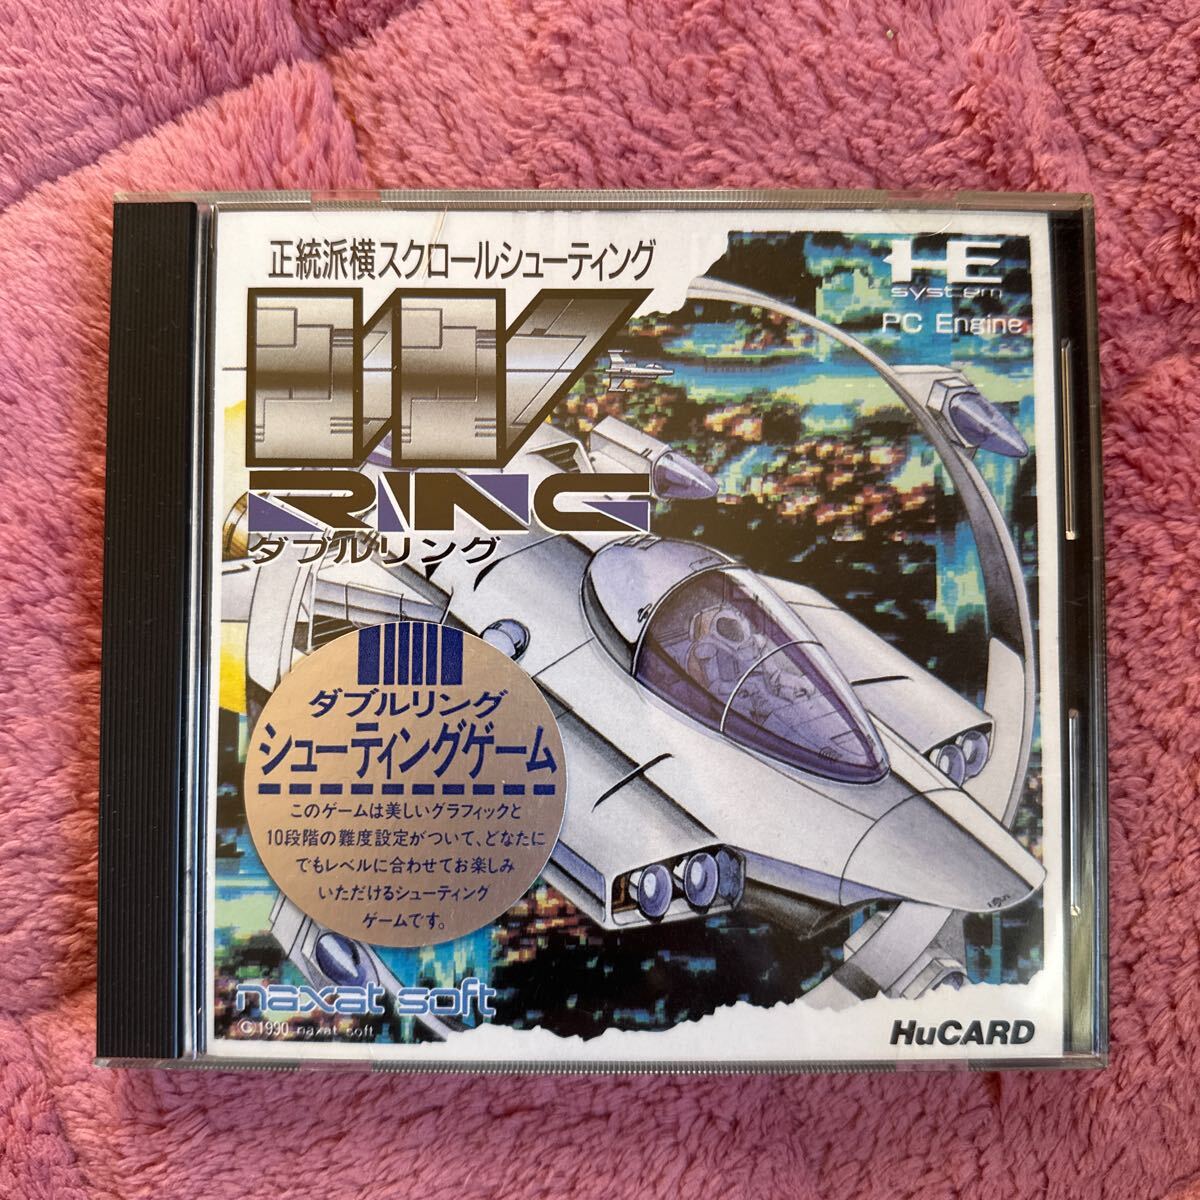 正統派横スクロールシューティング
W
RING
ダブルリング
HE
system
PC Engine
ダブルリング
シューティングゲーム
このゲームは美しいグラフィックと
10段階の難度設定がついて、どなたに
でもレベルに合わせてお楽しみ
いただけるシューティング
ゲームです。
naxat soft
©1990 naxat soft
HuCARD